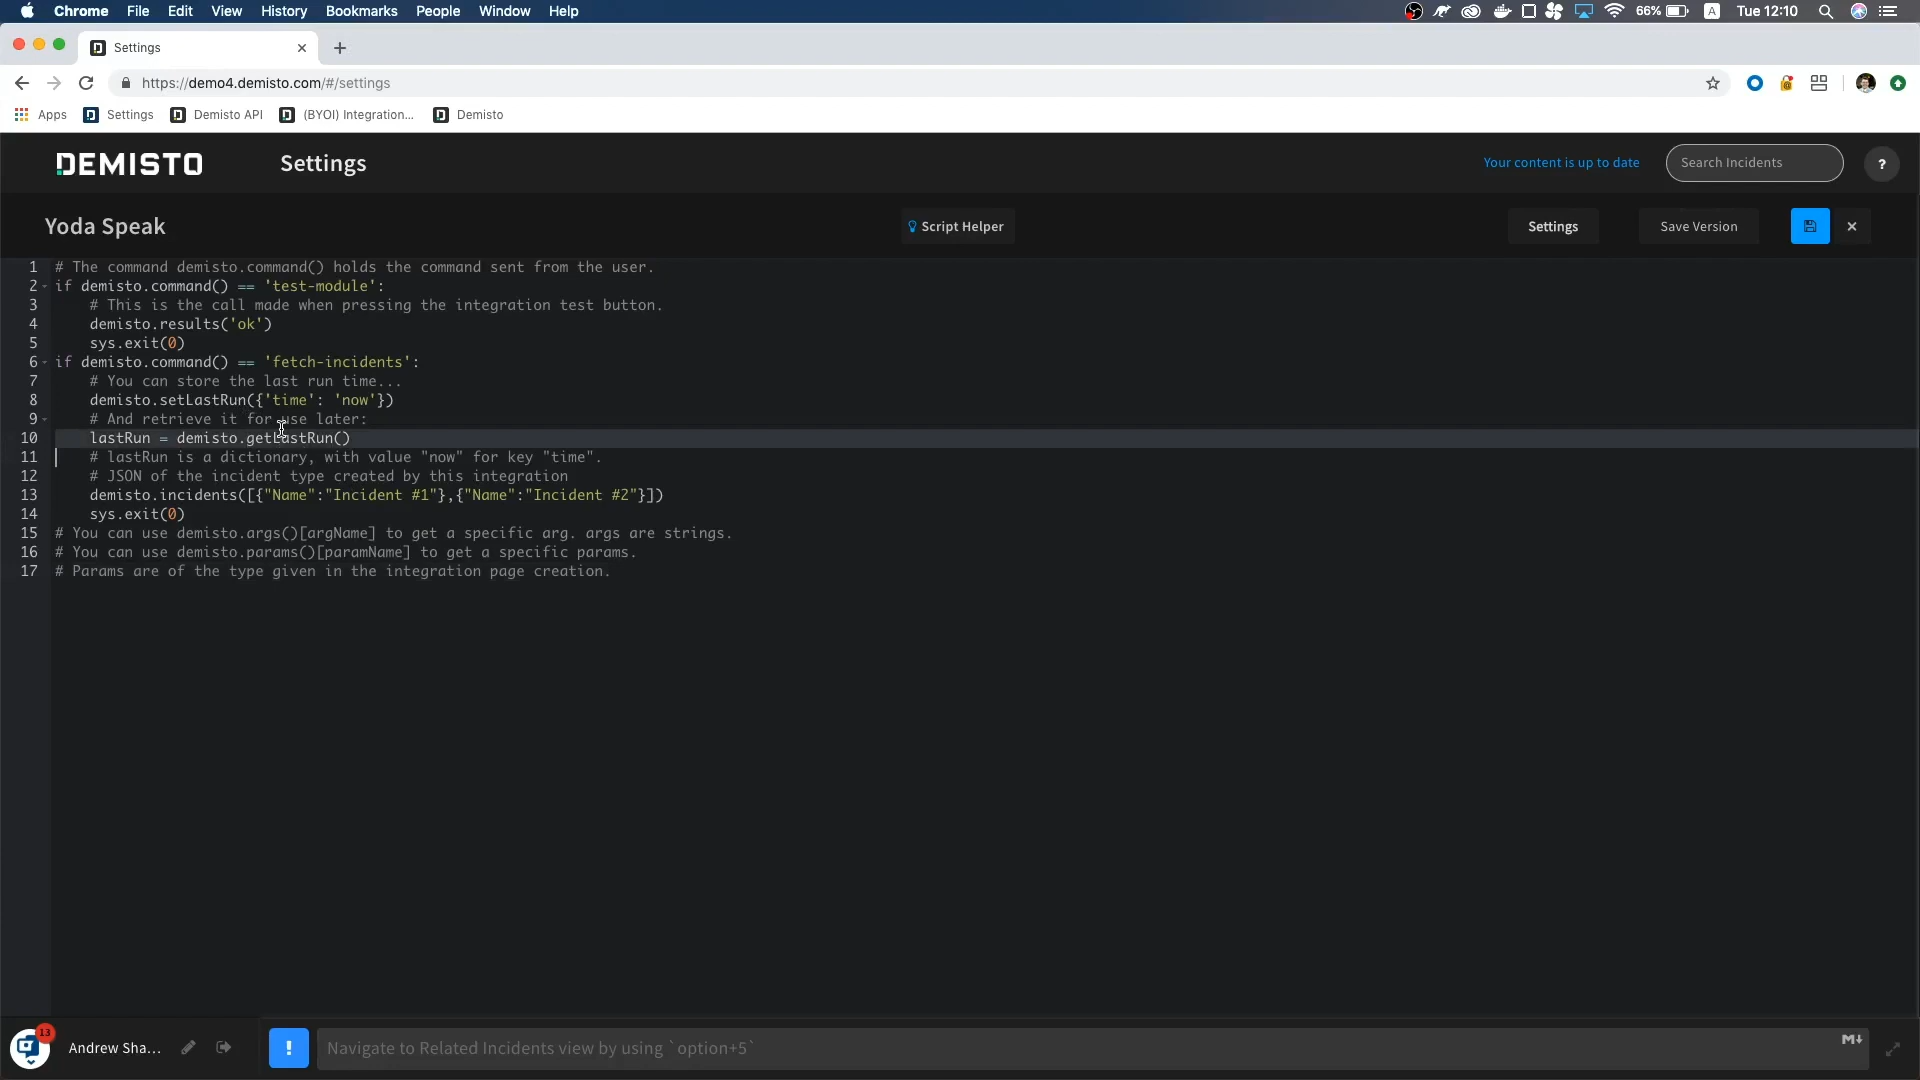 Chrome File Edit View History Bookmarks People Window Help
66% A Tue 12:10
Settings
https://demo4.demisto.com/#/settings
Apps Settings Demisto API (BYOI) Integration... Demisto
DEMISTO Settings Your content is up to date Search Incidents ?
Yoda Speak Script Helper Settings Save Version
1 # The command demisto.command() holds the command sent from the user.
2 if demisto.command() == 'test-module':
3 # This is the call made when pressing the integration test button.
4 demisto.results('ok')
5 sys.exit(0)
6 if demisto.command() == 'fetch-incidents':
7 # You can store the last run time...
8 demisto.setLastRun({'time': 'now'})
9 # And retrieve it for use later:
10 lastRun = demisto.getLastRun()
11 # lastRun is a dictionary, with value "now" for key "time".
12 # JSON of the incident type created by this integration
13 demisto.incidents([{"Name":"Incident #1"},{"Name":"Incident #2"}])
14 sys.exit(0)
15 # You can use demisto.args()[argName] to get a specific arg. args are strings.
16 # You can use demisto.params()[paramName] to get a specific params.
17 # Params are of the type given in the integration page creation.
13
Andrew Sha... ! Navigate to Related Incidents view by using `option+5` M